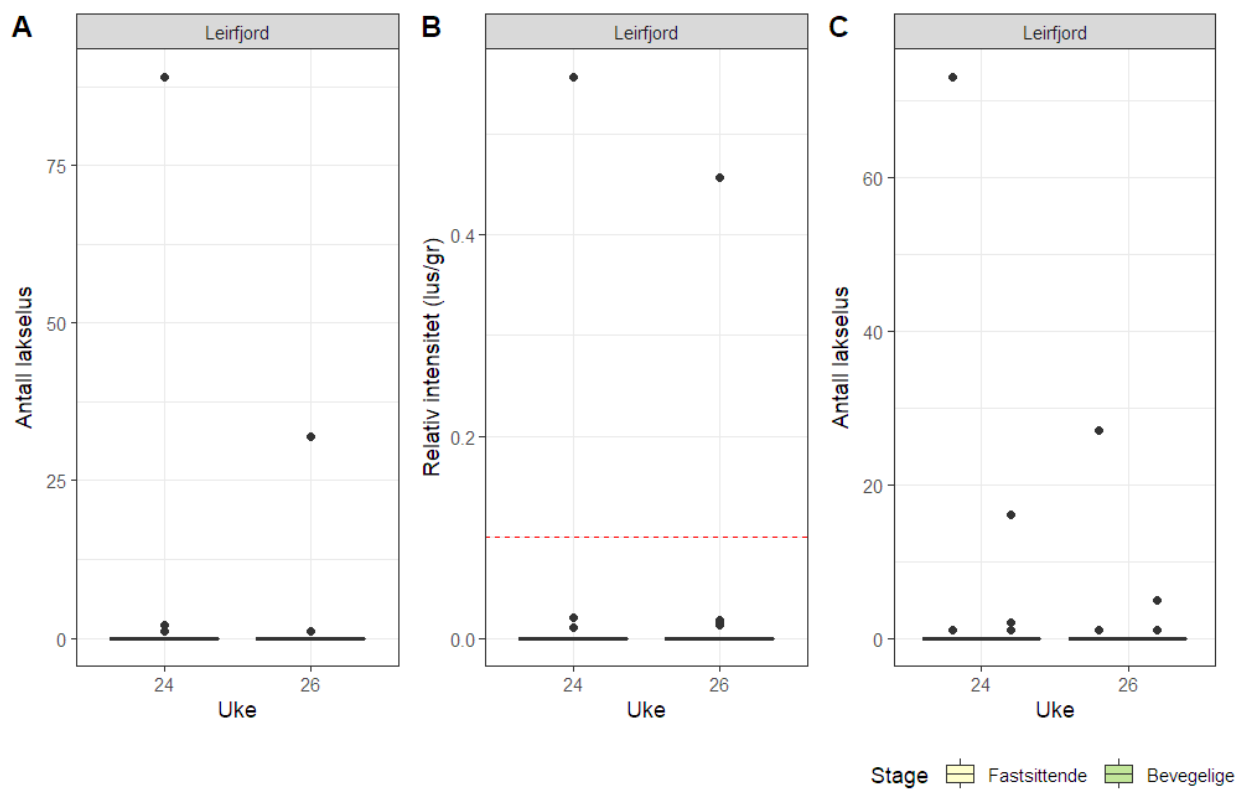 A
Leirfjord
Antall lakselus
75
50
25
0
24
26
Uke
B
Leirfjord
Relativ intensitet (lus/gr)
0.4
0.2
0.0
24
26
Uke
C
Leirfjord
Antall lakselus
60
40
20
0
24
26
Uke
Stage Fastsittende Bevegelige